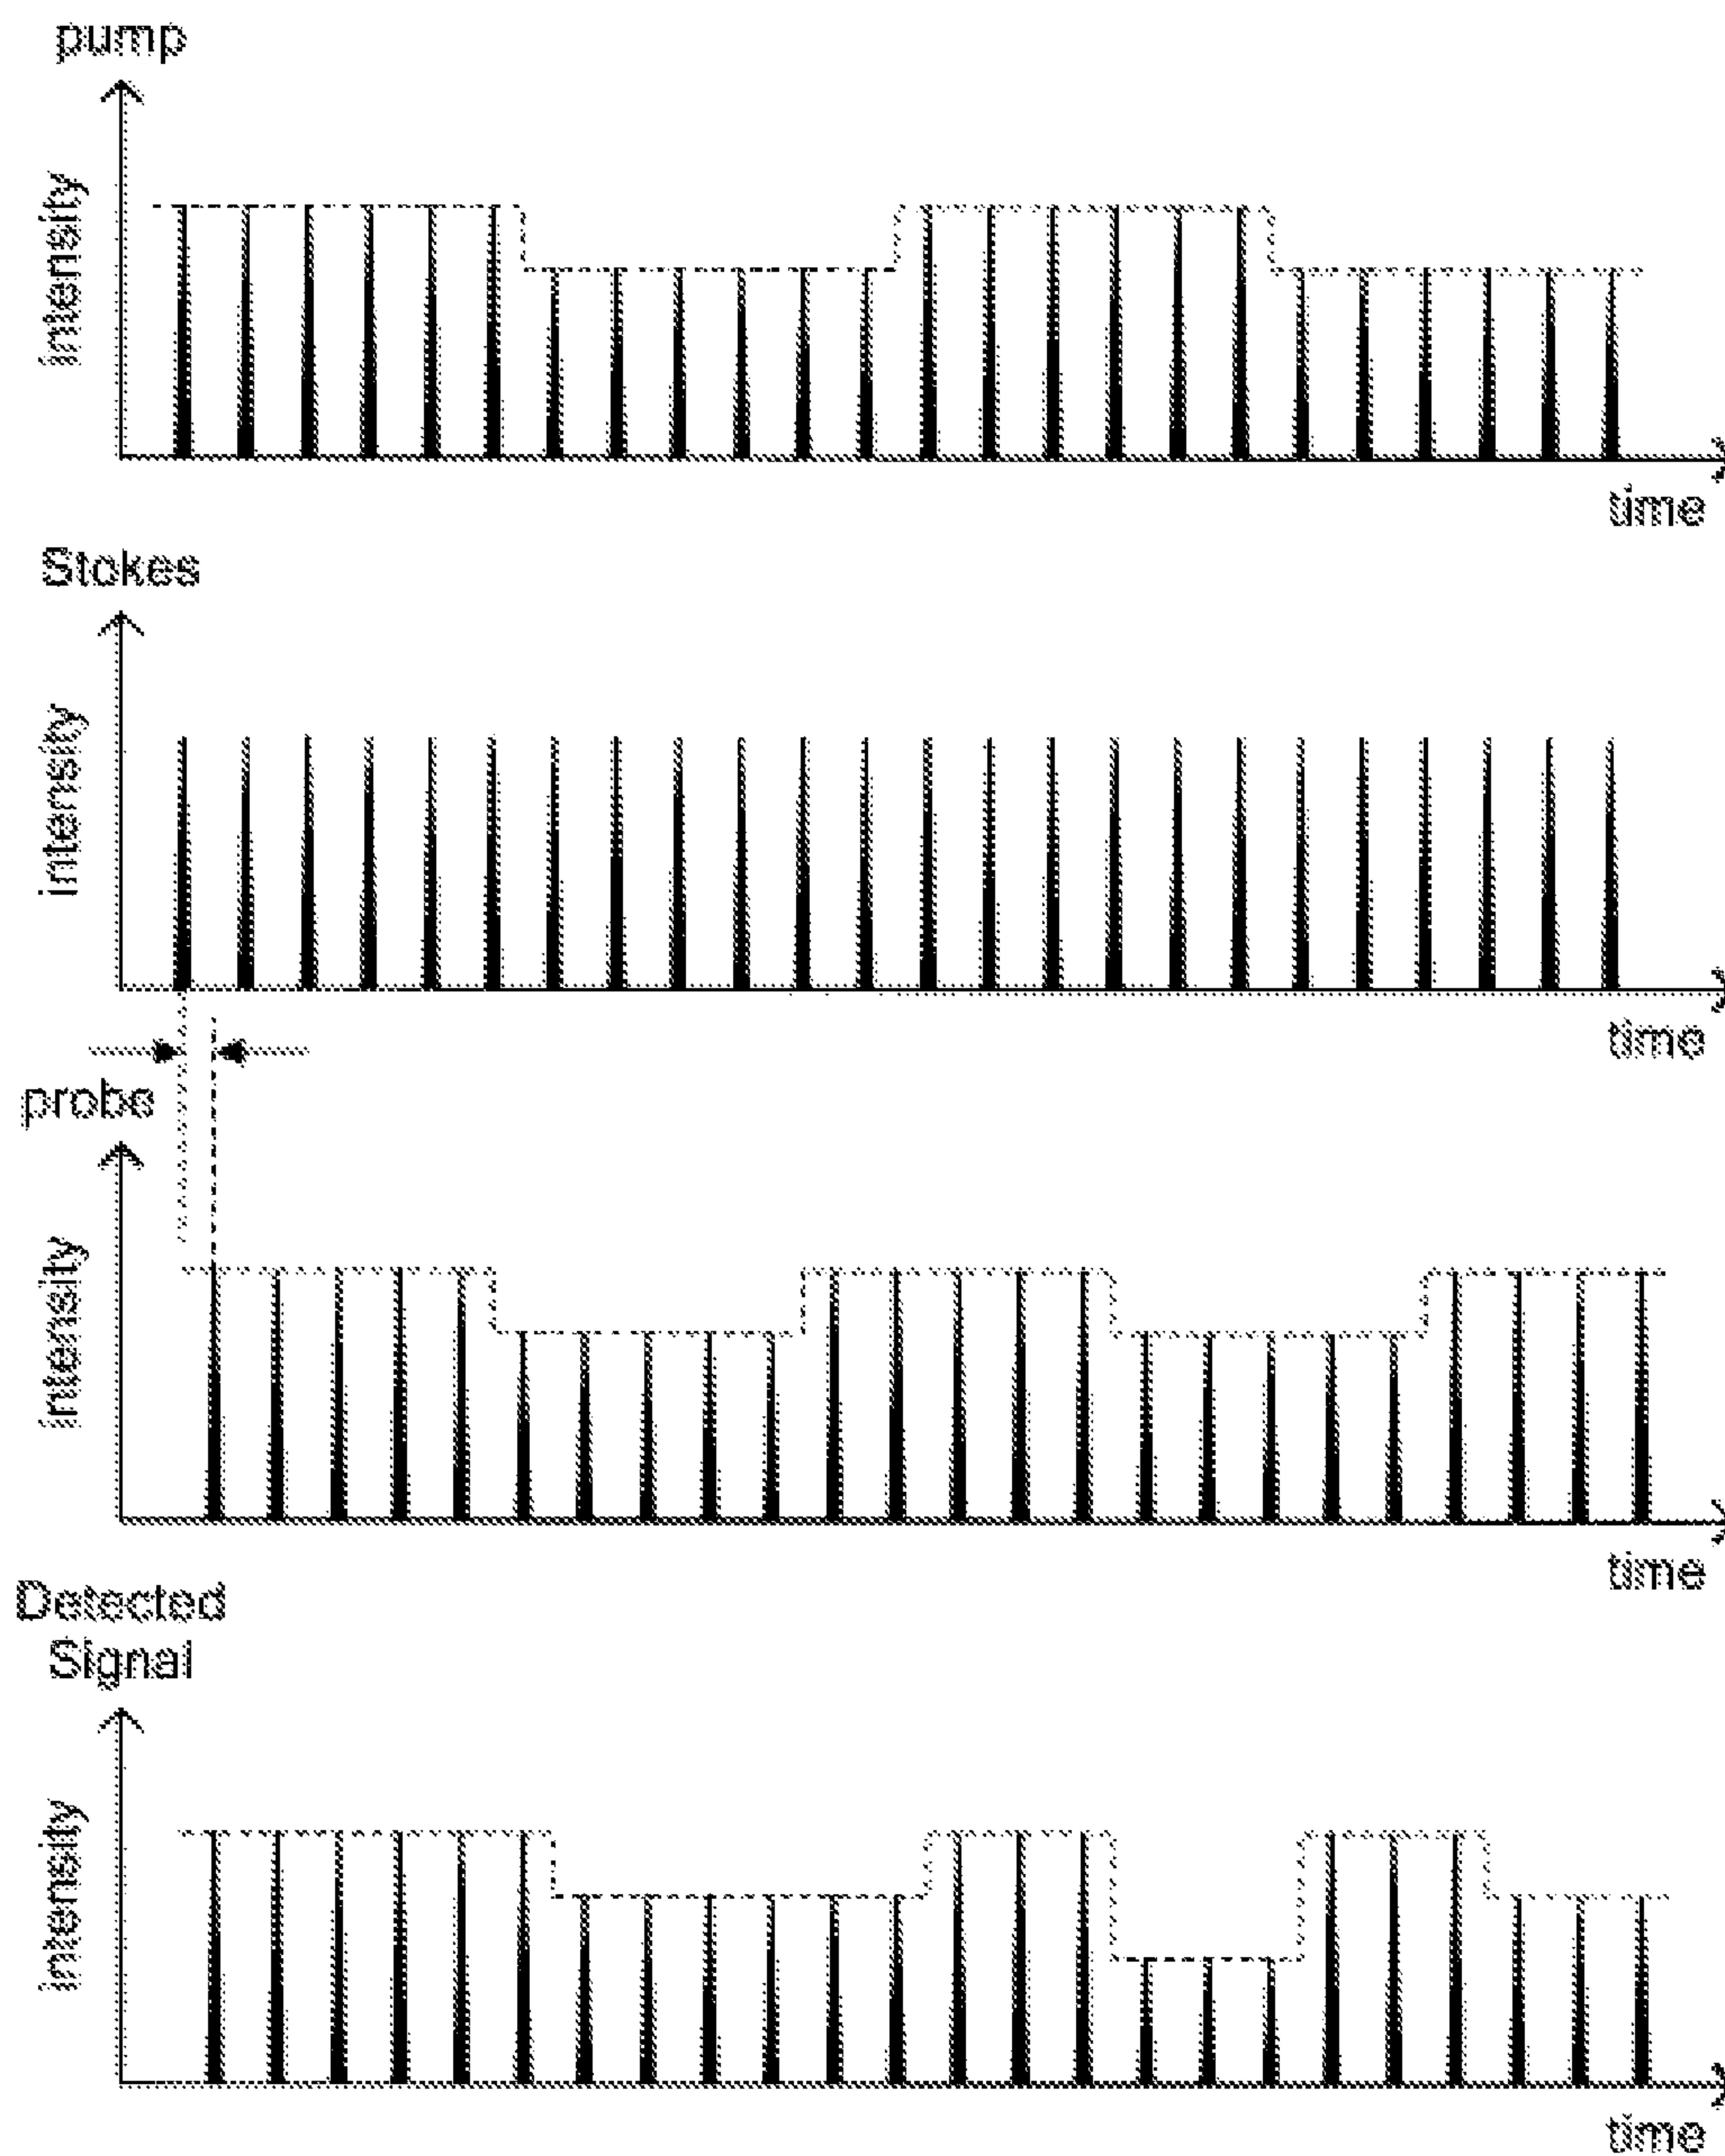 pump
intensity
time
Stokes
intensity
time
probe
intensity
time
Detected
Signal
intensity
time